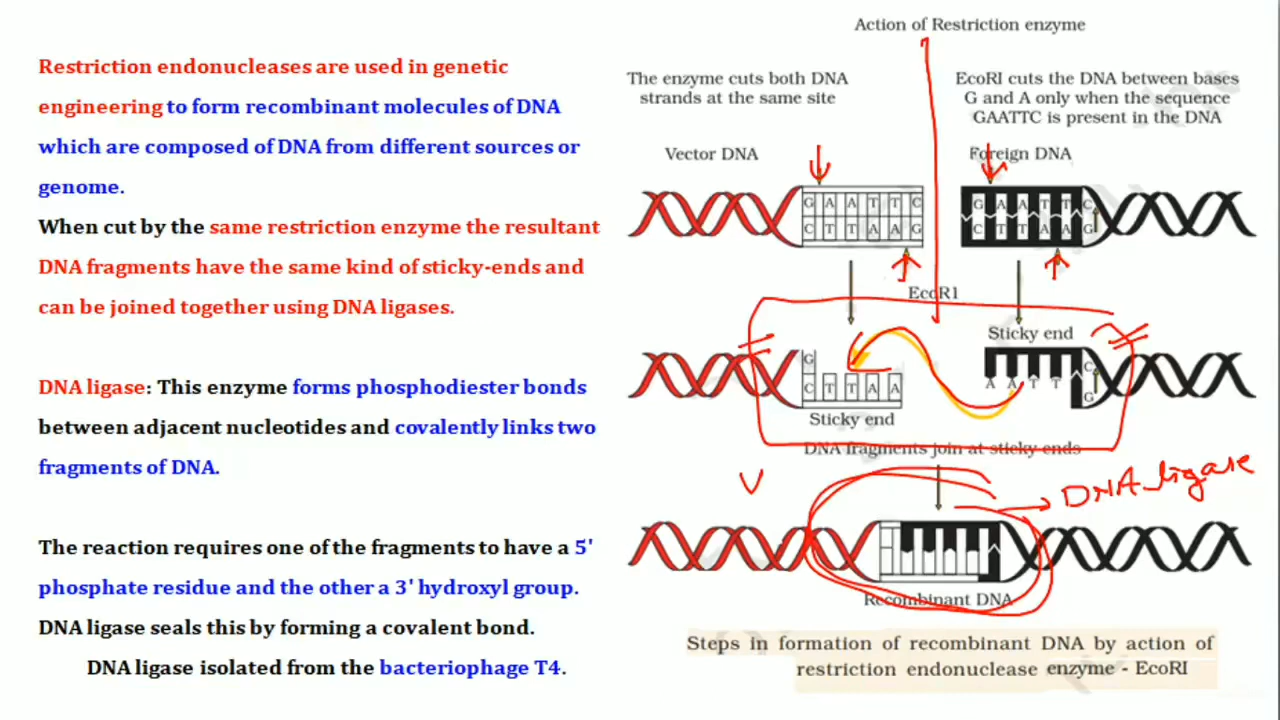 Restriction endonucleases are used in genetic
engineering to form recombinant molecules of DNA
which are composed of DNA from different sources or
genome.
When cut by the same restriction enzyme the resultant
DNA fragments have the same kind of sticky-ends and
can be joined together using DNA ligases.
DNA ligase: This enzyme forms phosphodiester bonds
between adjacent nucleotides and covalently links two
fragments of DNA.
The reaction requires one of the fragments to have a 5'
phosphate residue and the other a 3' hydroxyl group.
DNA ligase seals this by forming a covalent bond.
DNA ligase isolated from the bacteriophage T4.
Action of Restriction enzyme
The enzyme cuts both DNA
strands at the same site
EcoRI cuts the DNA between bases
G and A only when the sequence
GAATTC is present in the DNA
Vector DNA
Foreign DNA
G A A T T C
C T T A A G
G A A T T C
C T T A A G
EcoR1
Sticky end
G
C T T A A
A A T T
C
G
Sticky end
DNA fragments join at sticky ends
DNA ligase
Recombinant DNA
Steps in formation of recombinant DNA by action of
restriction endonuclease enzyme - EcoRI